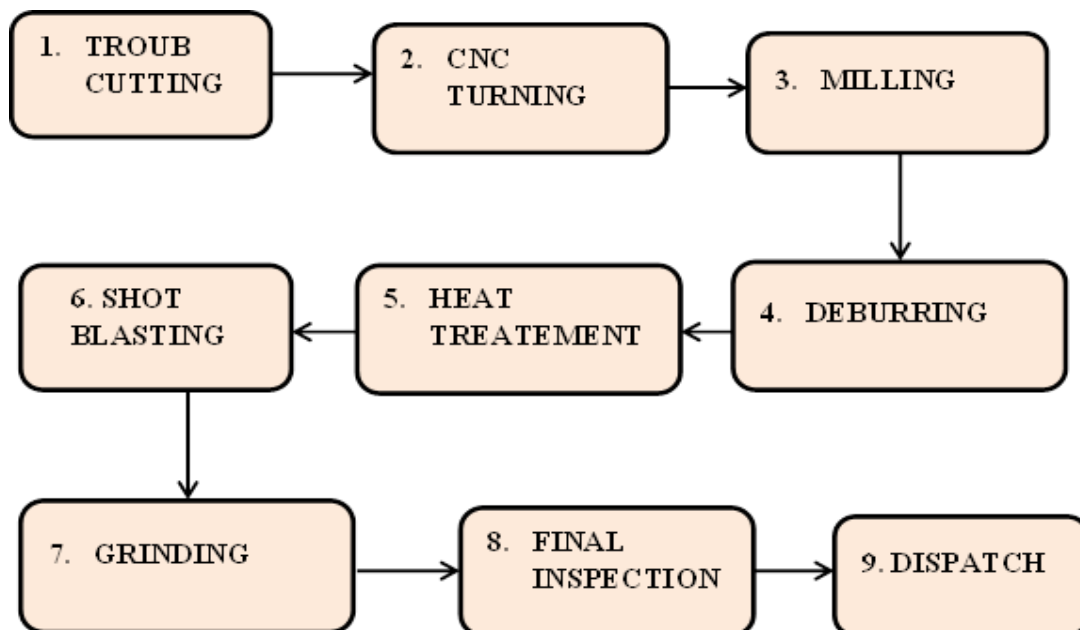 1. TROUB
CUTTING
2. CNC
TURNING
3. MILLING
4. DEBURRING
5. HEAT
TREATEMENT
6. SHOT
BLASTING
7. GRINDING
8. FINAL
INSPECTION
9. DISPATCH